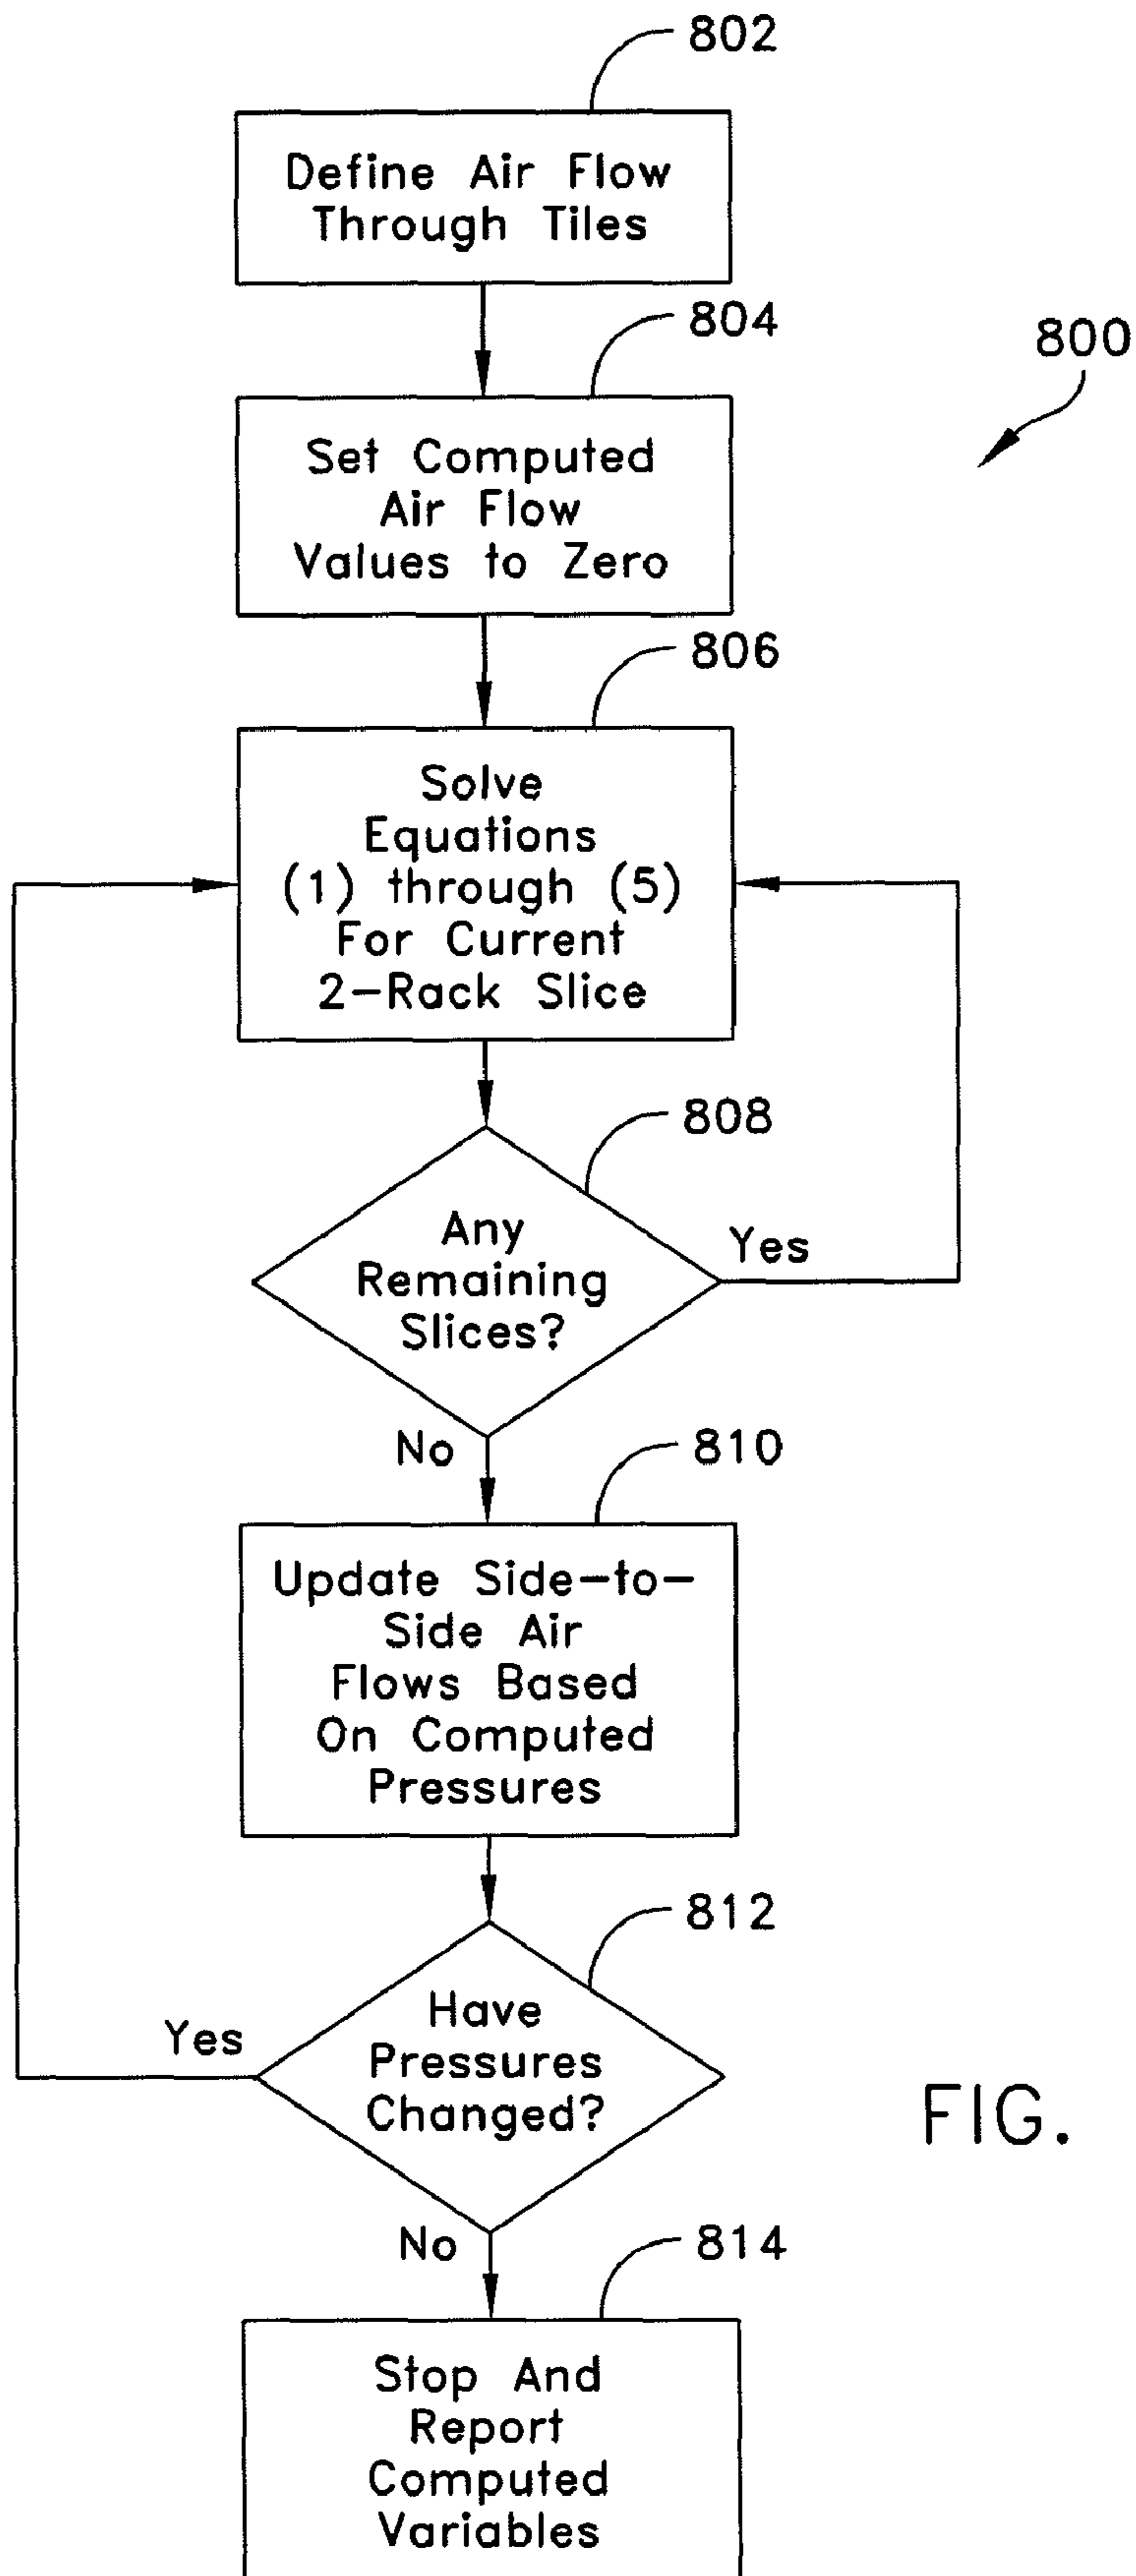 802
Define Air Flow
Through Tiles
804
800
Set Computed
Air Flow
Values to Zero
806
Solve
Equations
(1) through (5)
For Current
2-Rack Slice
808
Any
Remaining
Slices?
Yes
No
810
Update Side-to-
Side Air
Flows Based
On Computed
Pressures
812
Have
Pressures
Changed?
Yes
FIG.
No
814
Stop And
Report
Computed
Variables